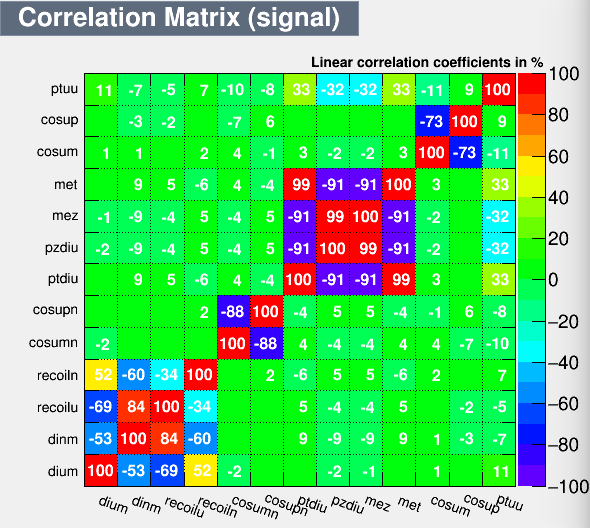 Correlation Matrix (signal)
Linear correlation coefficients in %
ptuu 11 -7 -5 7 -10 -8 33 -32 -32 33 -11 9 100
cosup -3 -2 -7 6 -73 100 9
cosum 1 1 2 4 -1 3 -2 -2 3 100 -73 -11
met 9 5 -6 4 -4 99 -91 -91 100 3 33
mez -1 -9 -4 5 -4 5 -91 99 100 -91 -2 -32
pzdiu -2 -9 -4 5 -4 5 -91 100 99 -91 -2 -32
ptdiu 9 5 -6 4 -4 100 -91 -91 99 3 33
cosupn 2 -88 100 -4 5 5 -4 -1 6 -8
cosumn -2 100 -88 4 -4 -4 4 4 -7 -10
recoiln 52 -60 -34 100 2 -6 5 5 -6 2 7
recoilu -69 84 100 -34 5 -4 -4 5 -2 -5
dinm -53 100 84 -60 9 -9 -9 9 1 -3 -7
dium 100 -53 -69 52 -2 -2 -1 1 11
dium dinm recoilu recoiln cosumn cosupn ptdiu pzdiu mez met cosum cosup ptuu
100
80
60
40
20
0
-20
-40
-60
-80
-100